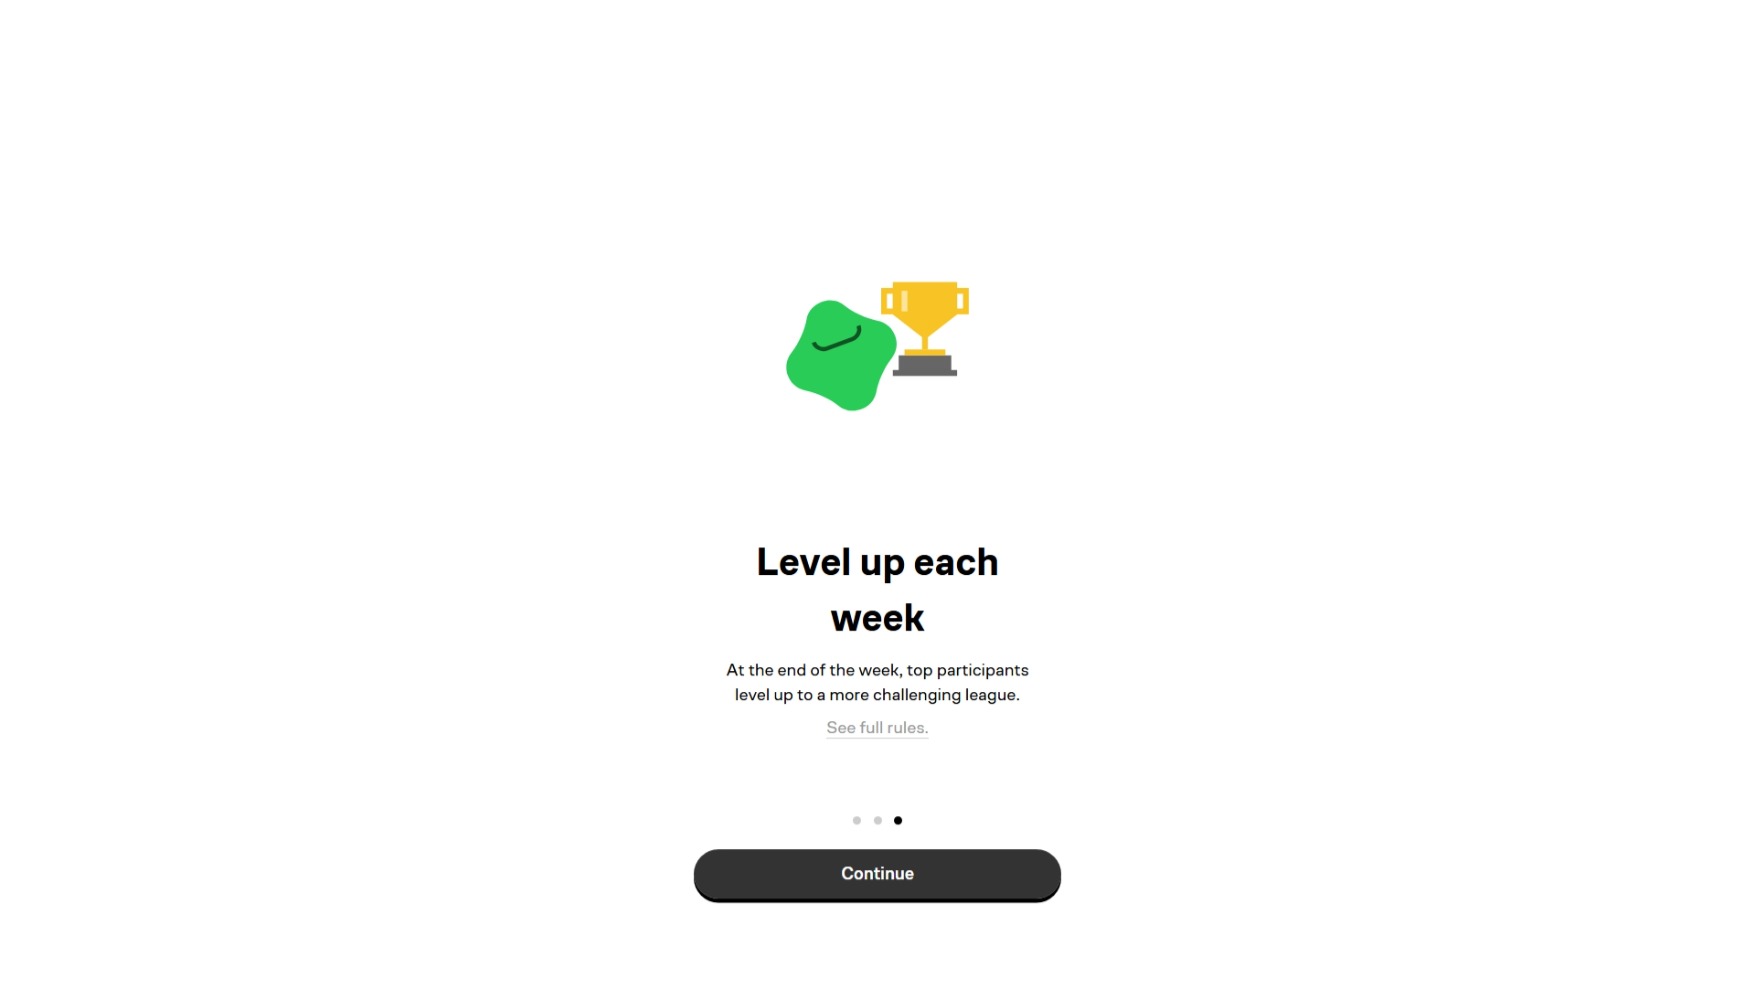 Level up each
week
At the end of the week, top participants
level up to a more challenging league.
See full rules.
Continue